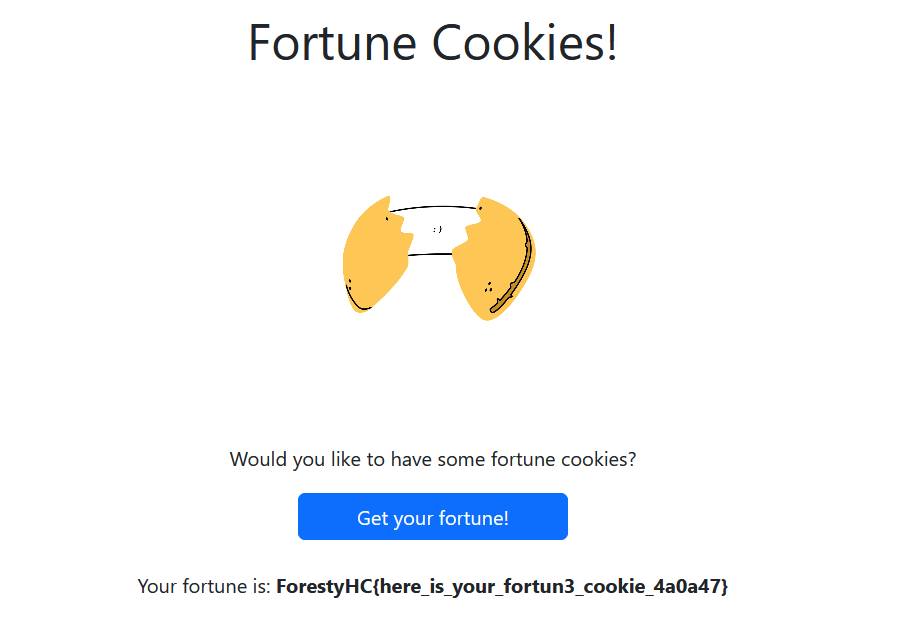 Fortune Cookies!
: )
Would you like to have some fortune cookies?
Get your fortune!
Your fortune is: ForestyHC{here_is_your_fortun3_cookie_4a0a47}